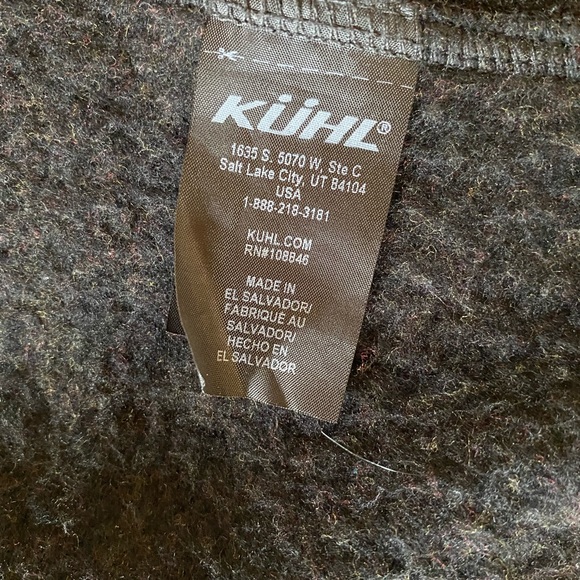 KÜHL®
1635 S. 5070 W, Ste C
Salt Lake City, UT 84104
USA
1-888-218-3181
KUHL.COM
RN#108846
MADE IN
EL SALVADOR/
FABRIQUÉ AU
SALVADOR/
HECHO EN
EL SALVADOR